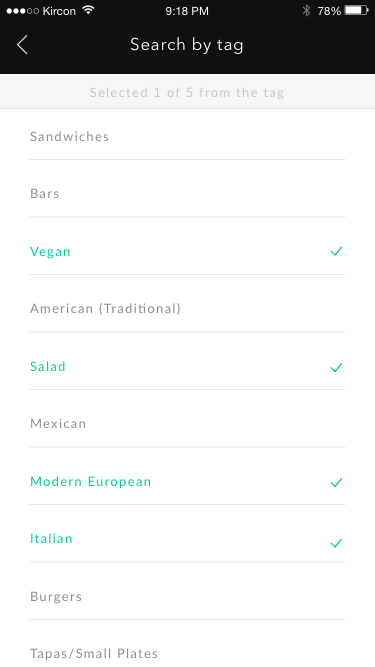 Kircon 9:18 PM 78%
Search by tag
Selected 1 of 5 from the tag
Sandwiches
Bars
Vegan
American (Traditional)
Salad
Mexican
Modern European
Italian
Burgers
Tapas/Small Plates